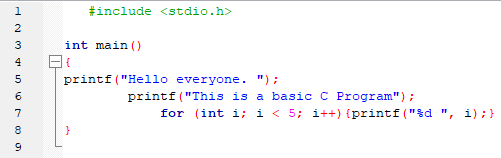 1 #include <stdio.h>
2
3 int main()
4 {
5 printf("Hello everyone. ");
6 printf("This is a basic C Program");
7 for (int i; i < 5; i++){printf("%d ", i);}
8 }
9